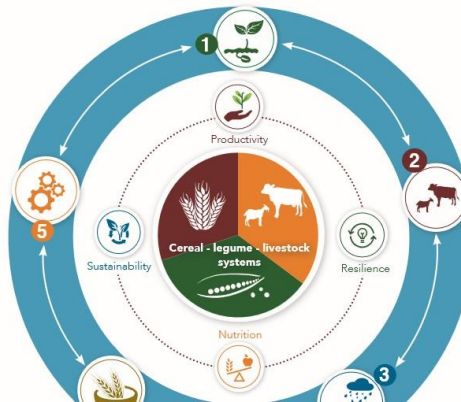 1
Productivity
2
5
Cereal - legume - livestock
systems
Sustainability
Resilience
Nutrition
3